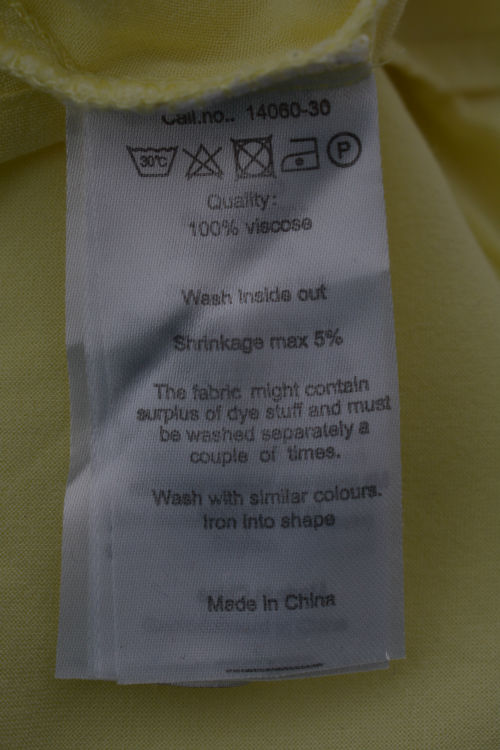 Call.no.. 14060-30
30°C P
Quality:
100% viscose
Wash inside out
Shrinkage max 5%
The fabric might contain
surplus of dye stuff and must
be washed separately a
couple of times.
Wash with similar colours.
Iron into shape
Made in China